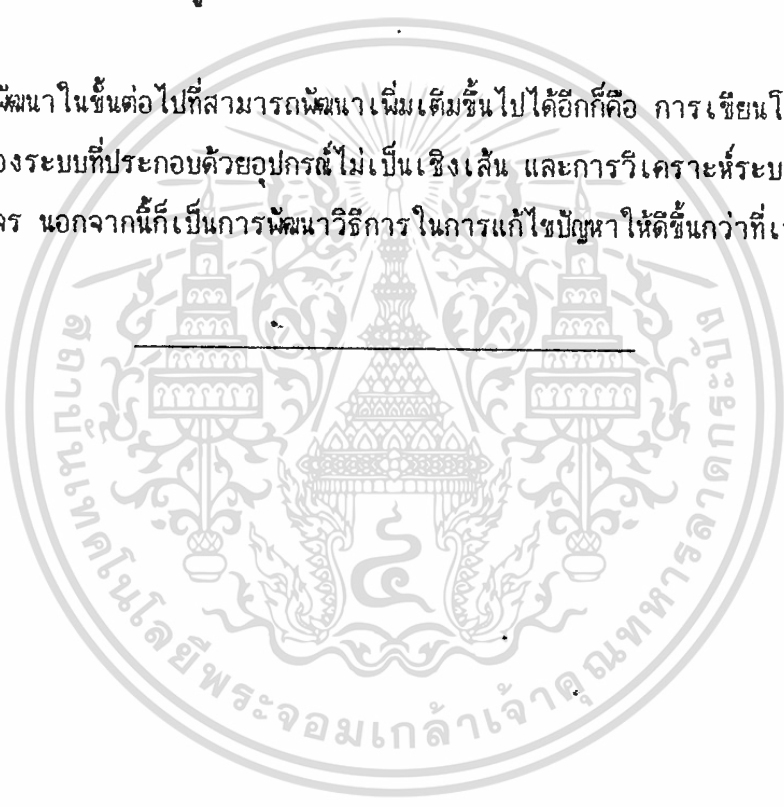 พัฒนาในขั้นต่อไปที่สามารถพัฒนาเพิ่มเติมขึ้นไปได้อีกก็คือ การเขียนโ
องระบบที่ประกอบด้วยอุปกรณ์ไม่เป็นเชิงเส้น และการวิเคราะห์ระบ
จร นอกจากนี้ก็เป็นการพัฒนาวิธีการในการแก้ไขปัญหาให้ดีขึ้นกว่าที่เ
สถาบันเทคโนโลยีพระจอมเกล้าเจ้าคุณทหารลาดกระบัง